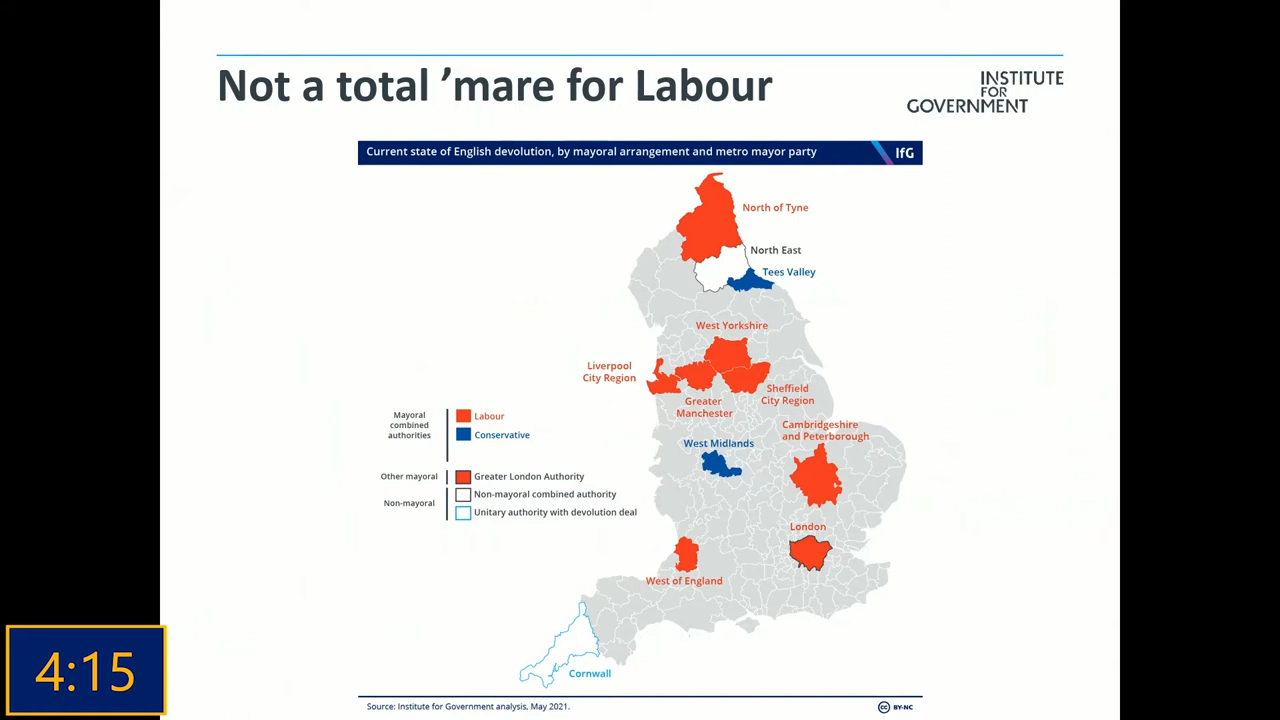 Not a total ’mare for Labour
INSTITUTE
FOR
GOVERNMENT
Current state of English devolution, by mayoral arrangement and metro mayor party
IfG
North of Tyne
North East
Tees Valley
West Yorkshire
Liverpool
City Region
Sheffield
City Region
Greater
Manchester
Cambridgeshire
and Peterborough
West Midlands
London
West of England
Cornwall
Mayoral
combined
authorities
Labour
Conservative
Other mayoral
Greater London Authority
Non-mayoral
Non-mayoral combined authority
Unitary authority with devolution deal
4:15
Source: Institute for Government analysis, May 2021.
cc BY-NC